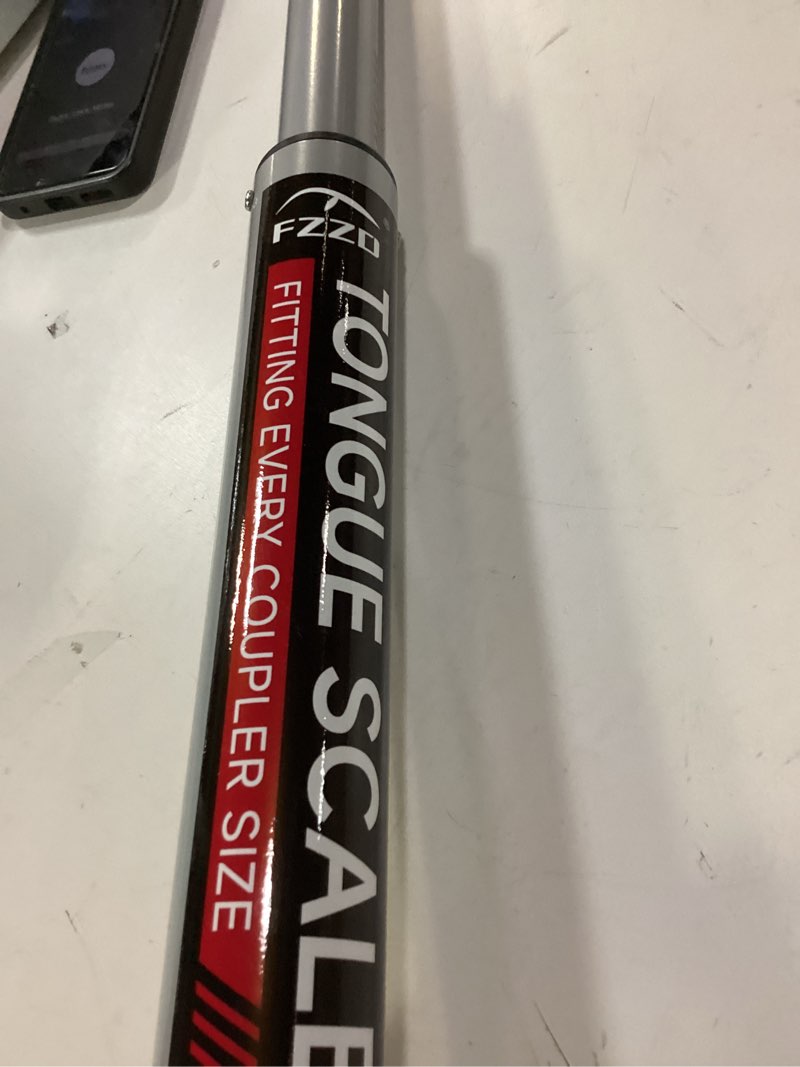 FZZD
®
TONGUE SCALE
FITTING EVERY COUPLER SIZE